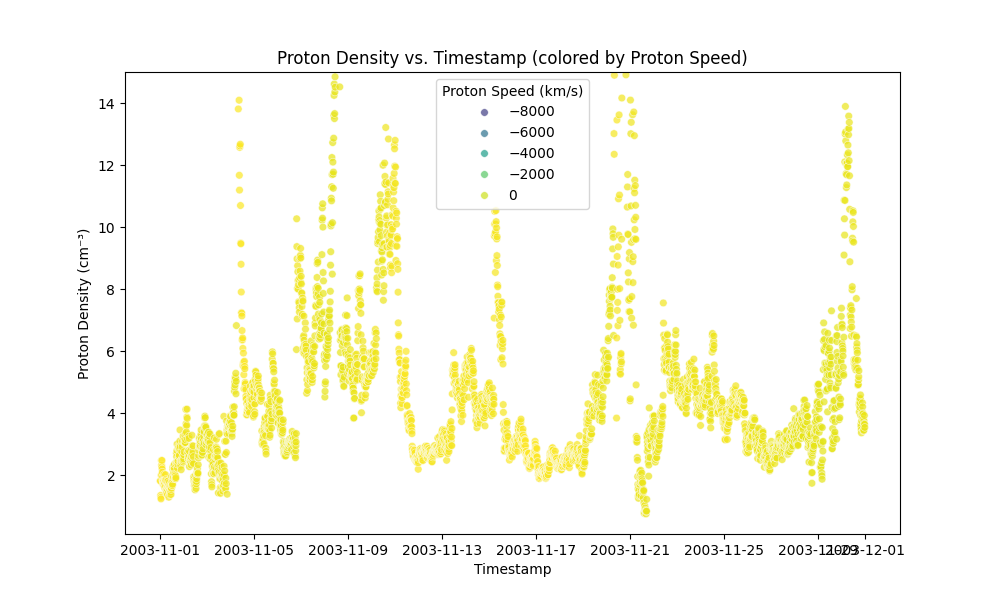 Proton Density vs. Timestamp (colored by Proton Speed)
Proton Speed (km/s)
−8000
−6000
−4000
−2000
0
14
12
10
8
6
4
2
Proton Density (cm⁻³)
2003-11-01 2003-11-05 2003-11-09 2003-11-13 2003-11-17 2003-11-21 2003-11-25 2003-11-29 2003-12-01
Timestamp